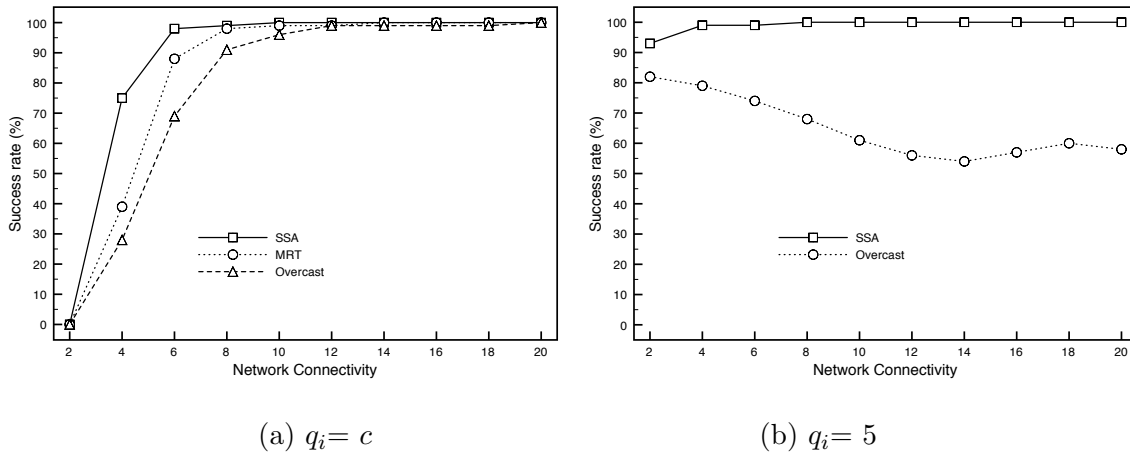 100
90
80
70
60
50
40
30
20
10
0
Success rate (%)
SSA
MRT
Overcast
2 4 6 8 10 12 14 16 18 20
Network Connectivity
(a) qᵢ= c
100
90
80
70
60
50
40
30
20
10
0
Success rate (%)
SSA
Overcast
2 4 6 8 10 12 14 16 18 20
Network Connectivity
(b) qᵢ= 5